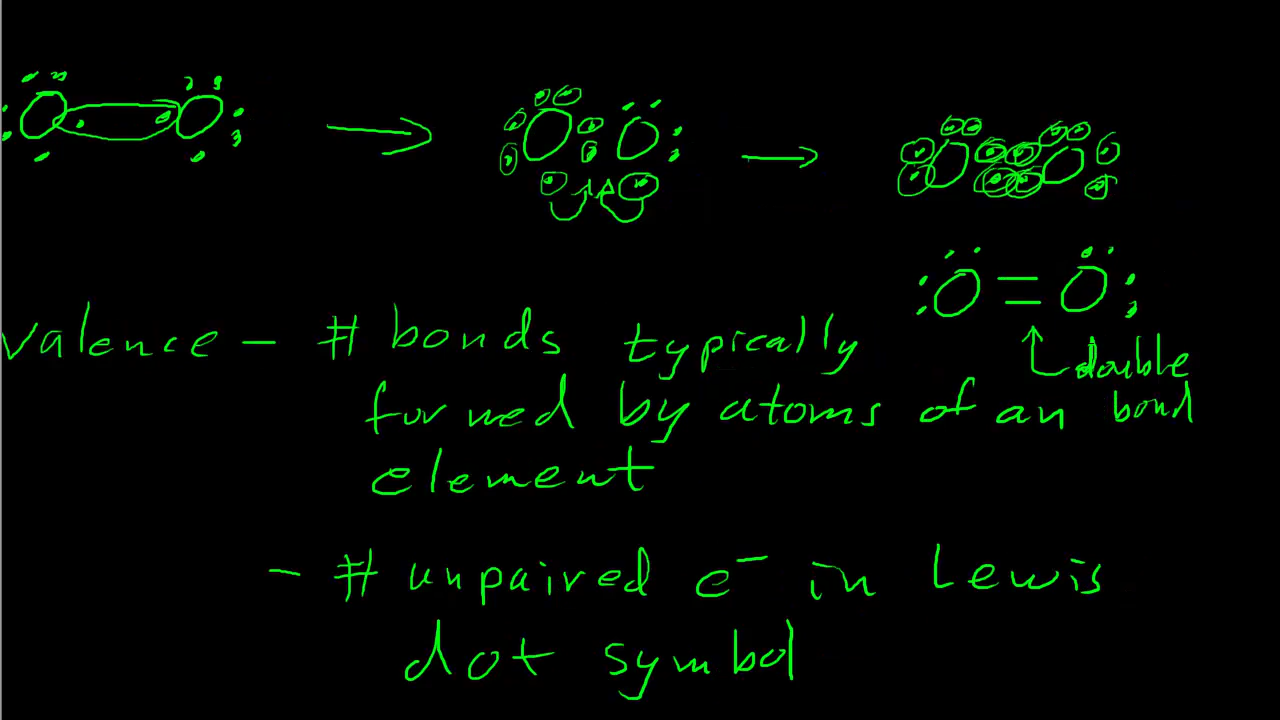 O O → O O → O O
O = O
valence - # bonds typically
double
formed by atoms of an bond
element
- # unpaired e⁻ in Lewis
dot symbol